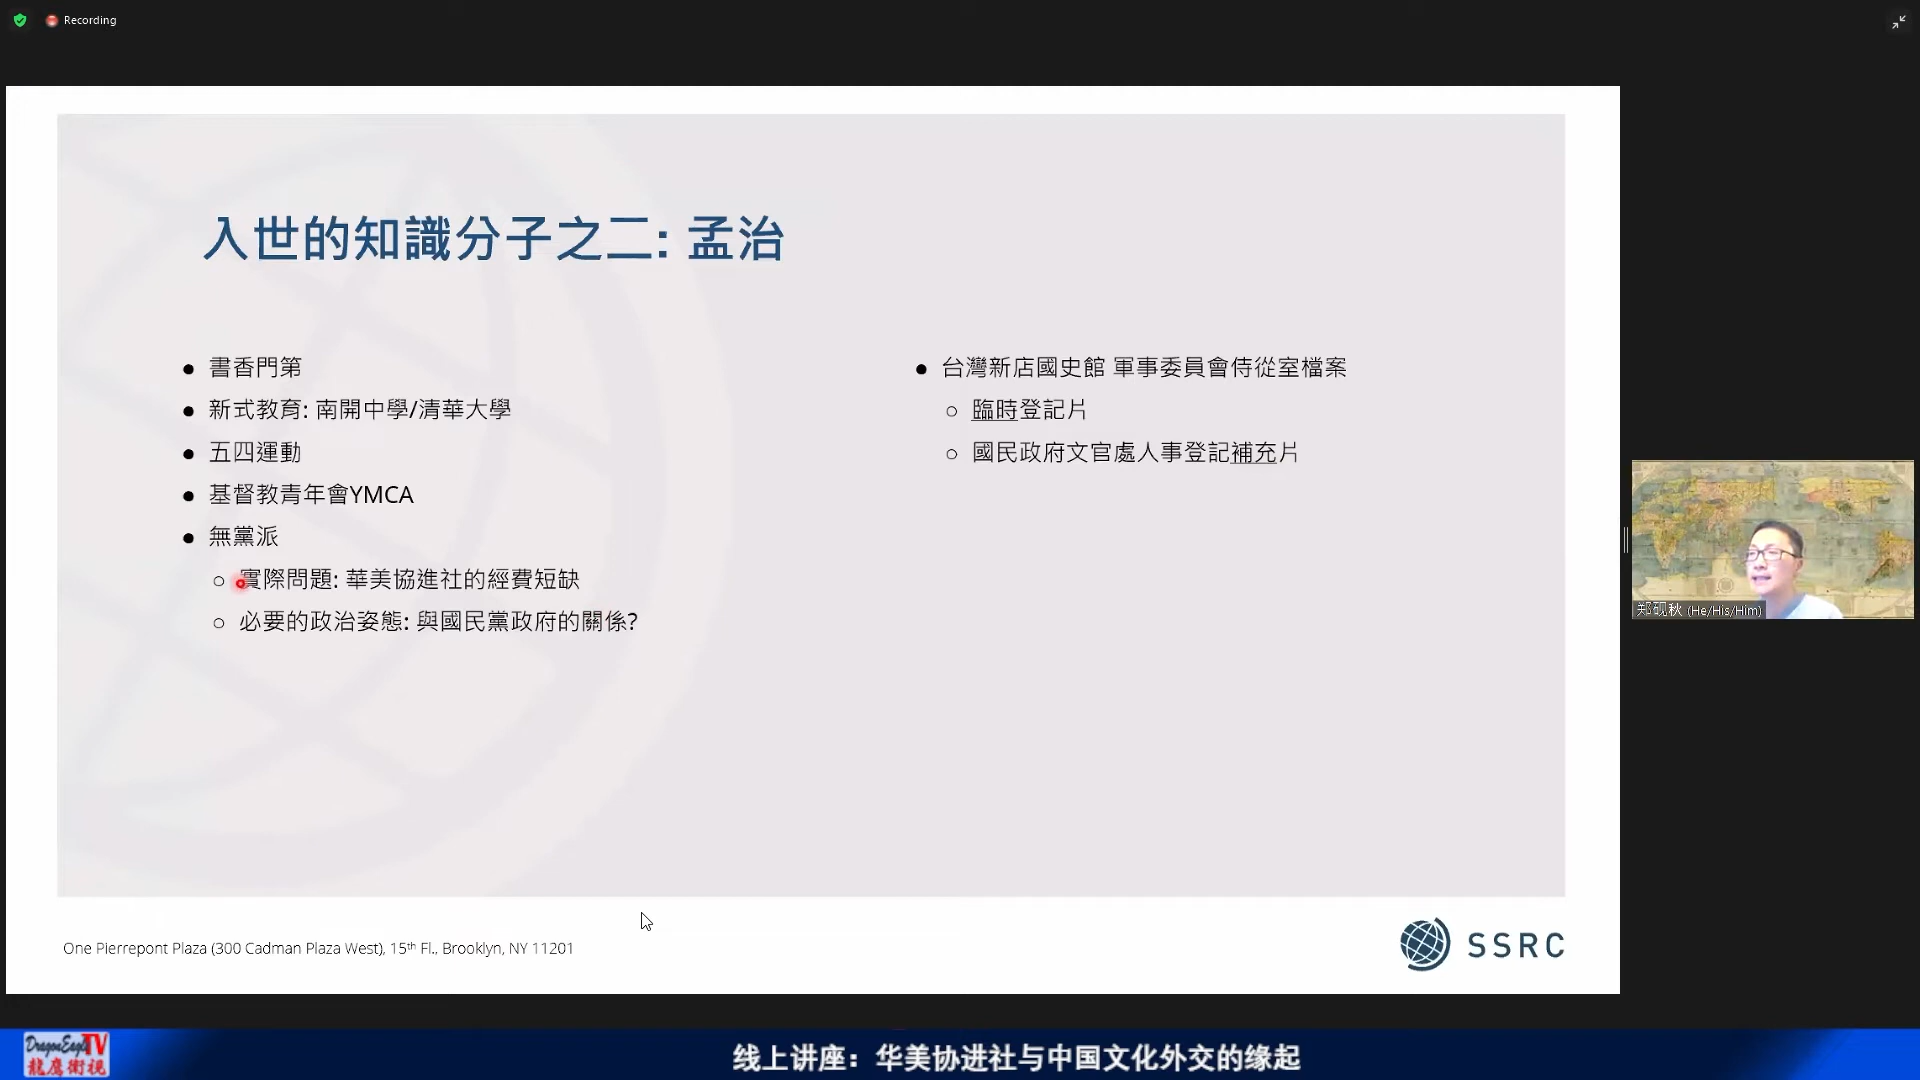 Recording
入世的知識分子之二: 孟治
● 書香門第
● 新式教育: 南開中學/清華大學
● 五四運動
● 基督教青年會YMCA
● 無黨派
○ 實際問題: 華美協進社的經費短缺
○ 必要的政治姿態: 與國民黨政府的關係?
● 台灣新店國史館 軍事委員會侍從室檔案
○ 臨時登記片
○ 國民政府文官處人事登記補充片
郑砚秋 (He/His/Him)
One Pierrepont Plaza (300 Cadman Plaza West), 15th Fl., Brooklyn, NY 11201
SSRC
DragonEagleTV
龍鷹衛視
线上讲座：华美协进社与中国文化外交的缘起